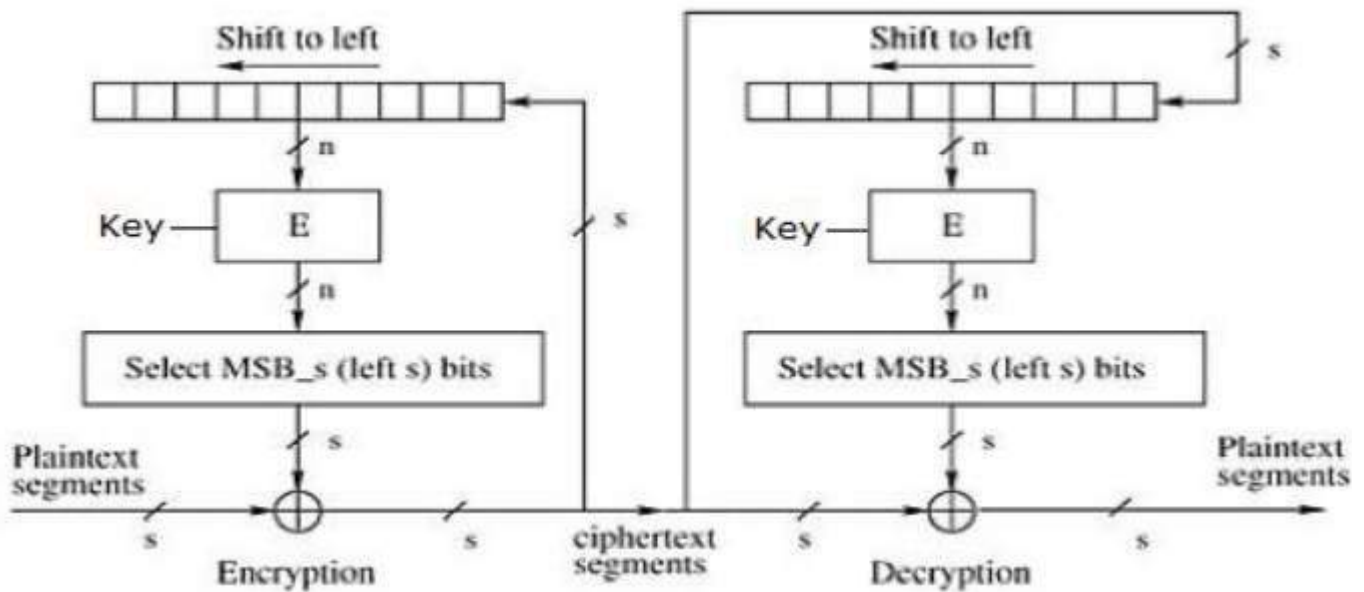 Shift to left
s
n
Key
E
s
n
Select MSB_s (left s) bits
s
Plaintext
segments
s
s
Encryption
ciphertext
segments
Shift to left
s
n
Key
E
n
Select MSB_s (left s) bits
s
Plaintext
segments
s
s
Decryption